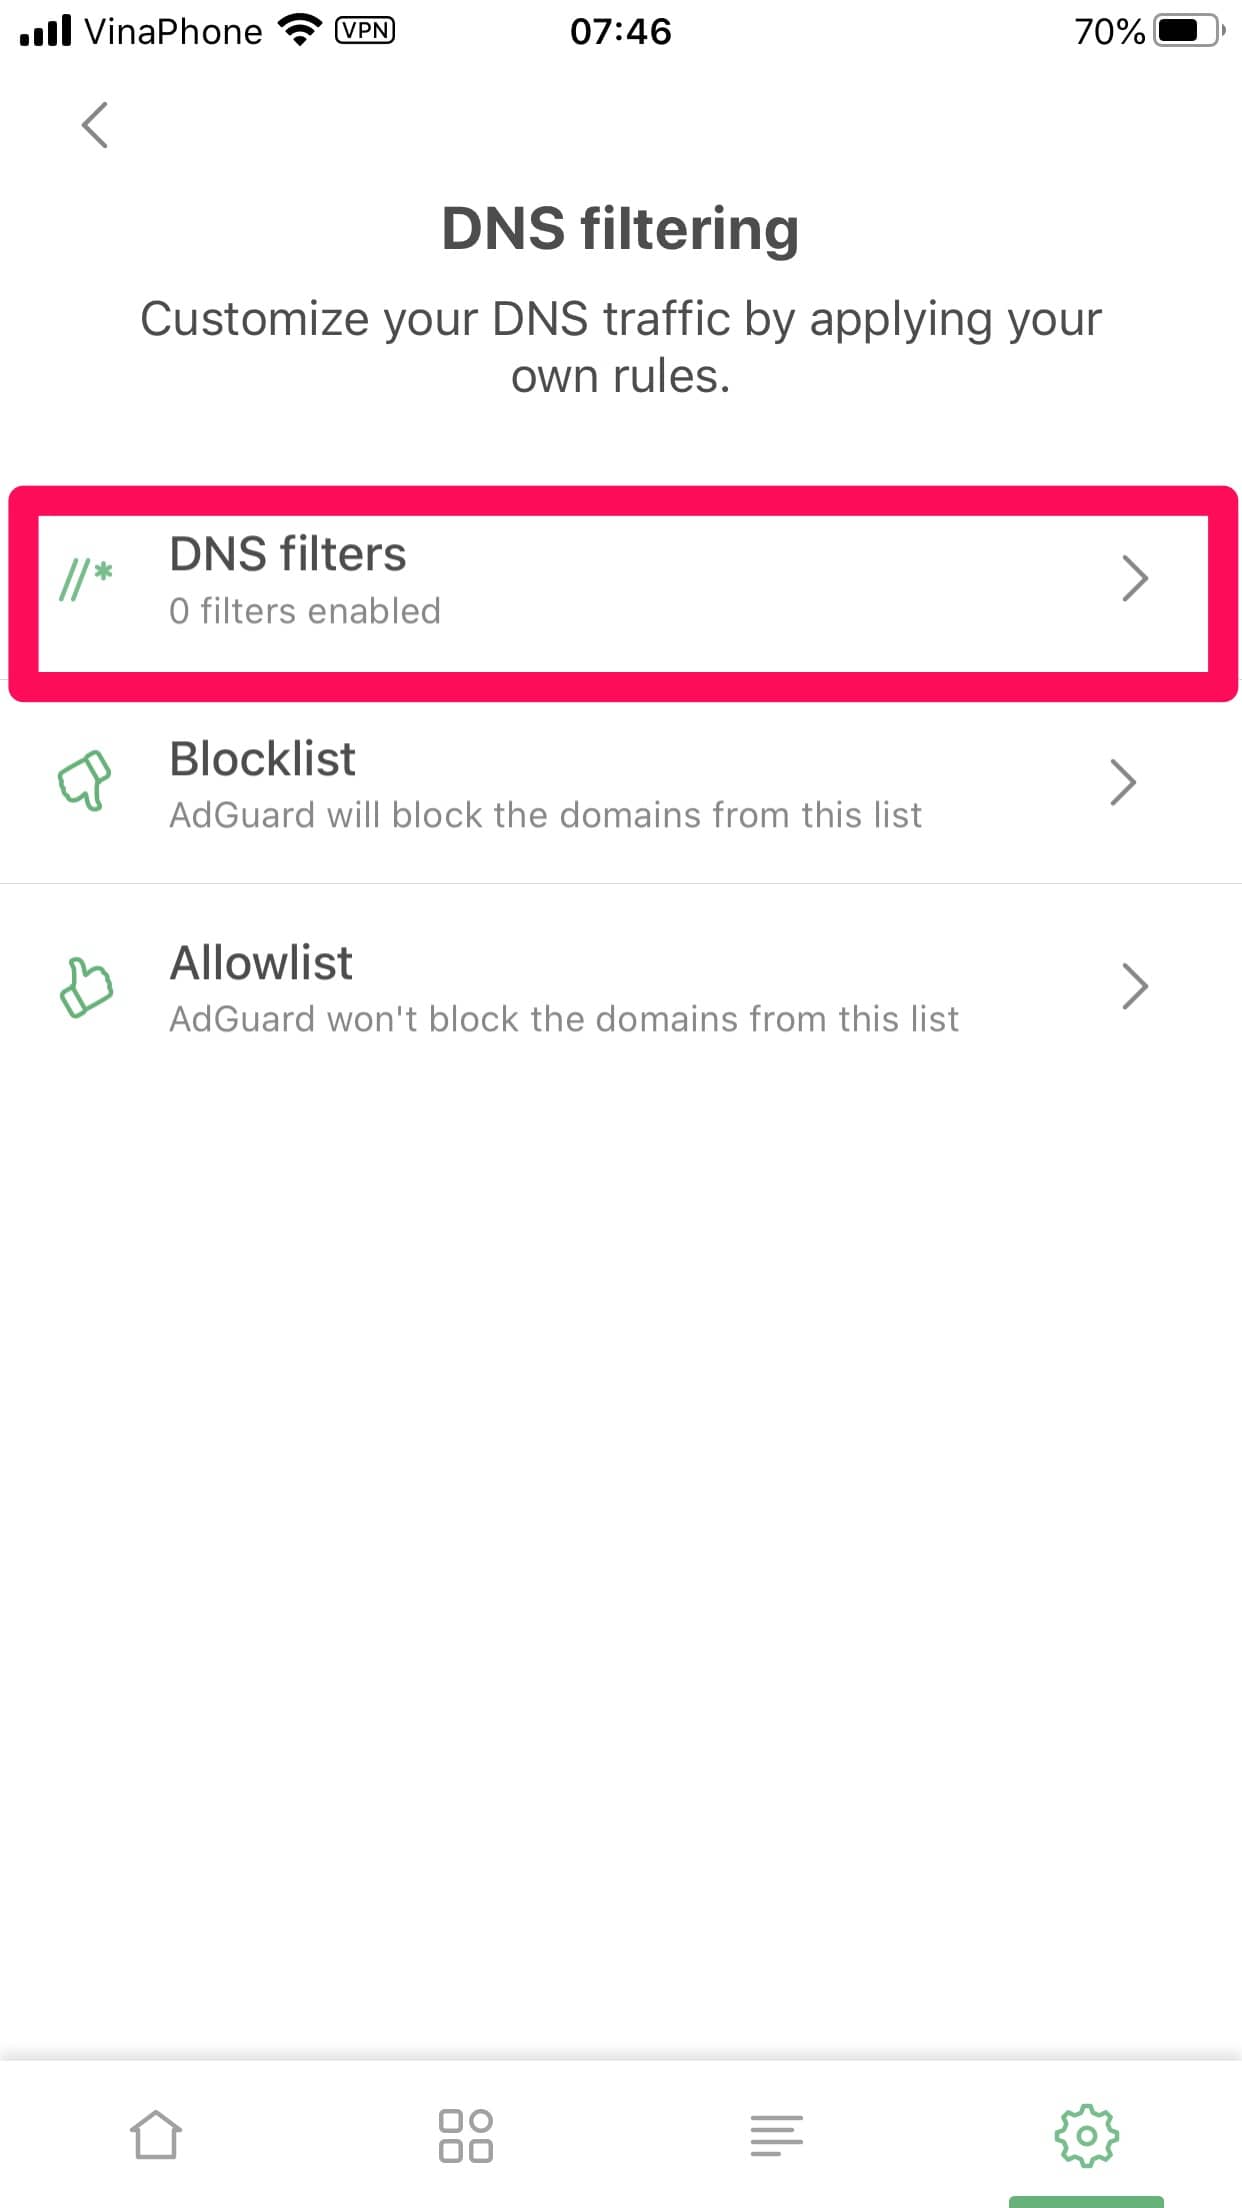 VinaPhone VPN 07:46 70%
DNS filtering
Customize your DNS traffic by applying your
own rules.
DNS filters
0 filters enabled
Blocklist
AdGuard will block the domains from this list
Allowlist
AdGuard won't block the domains from this list